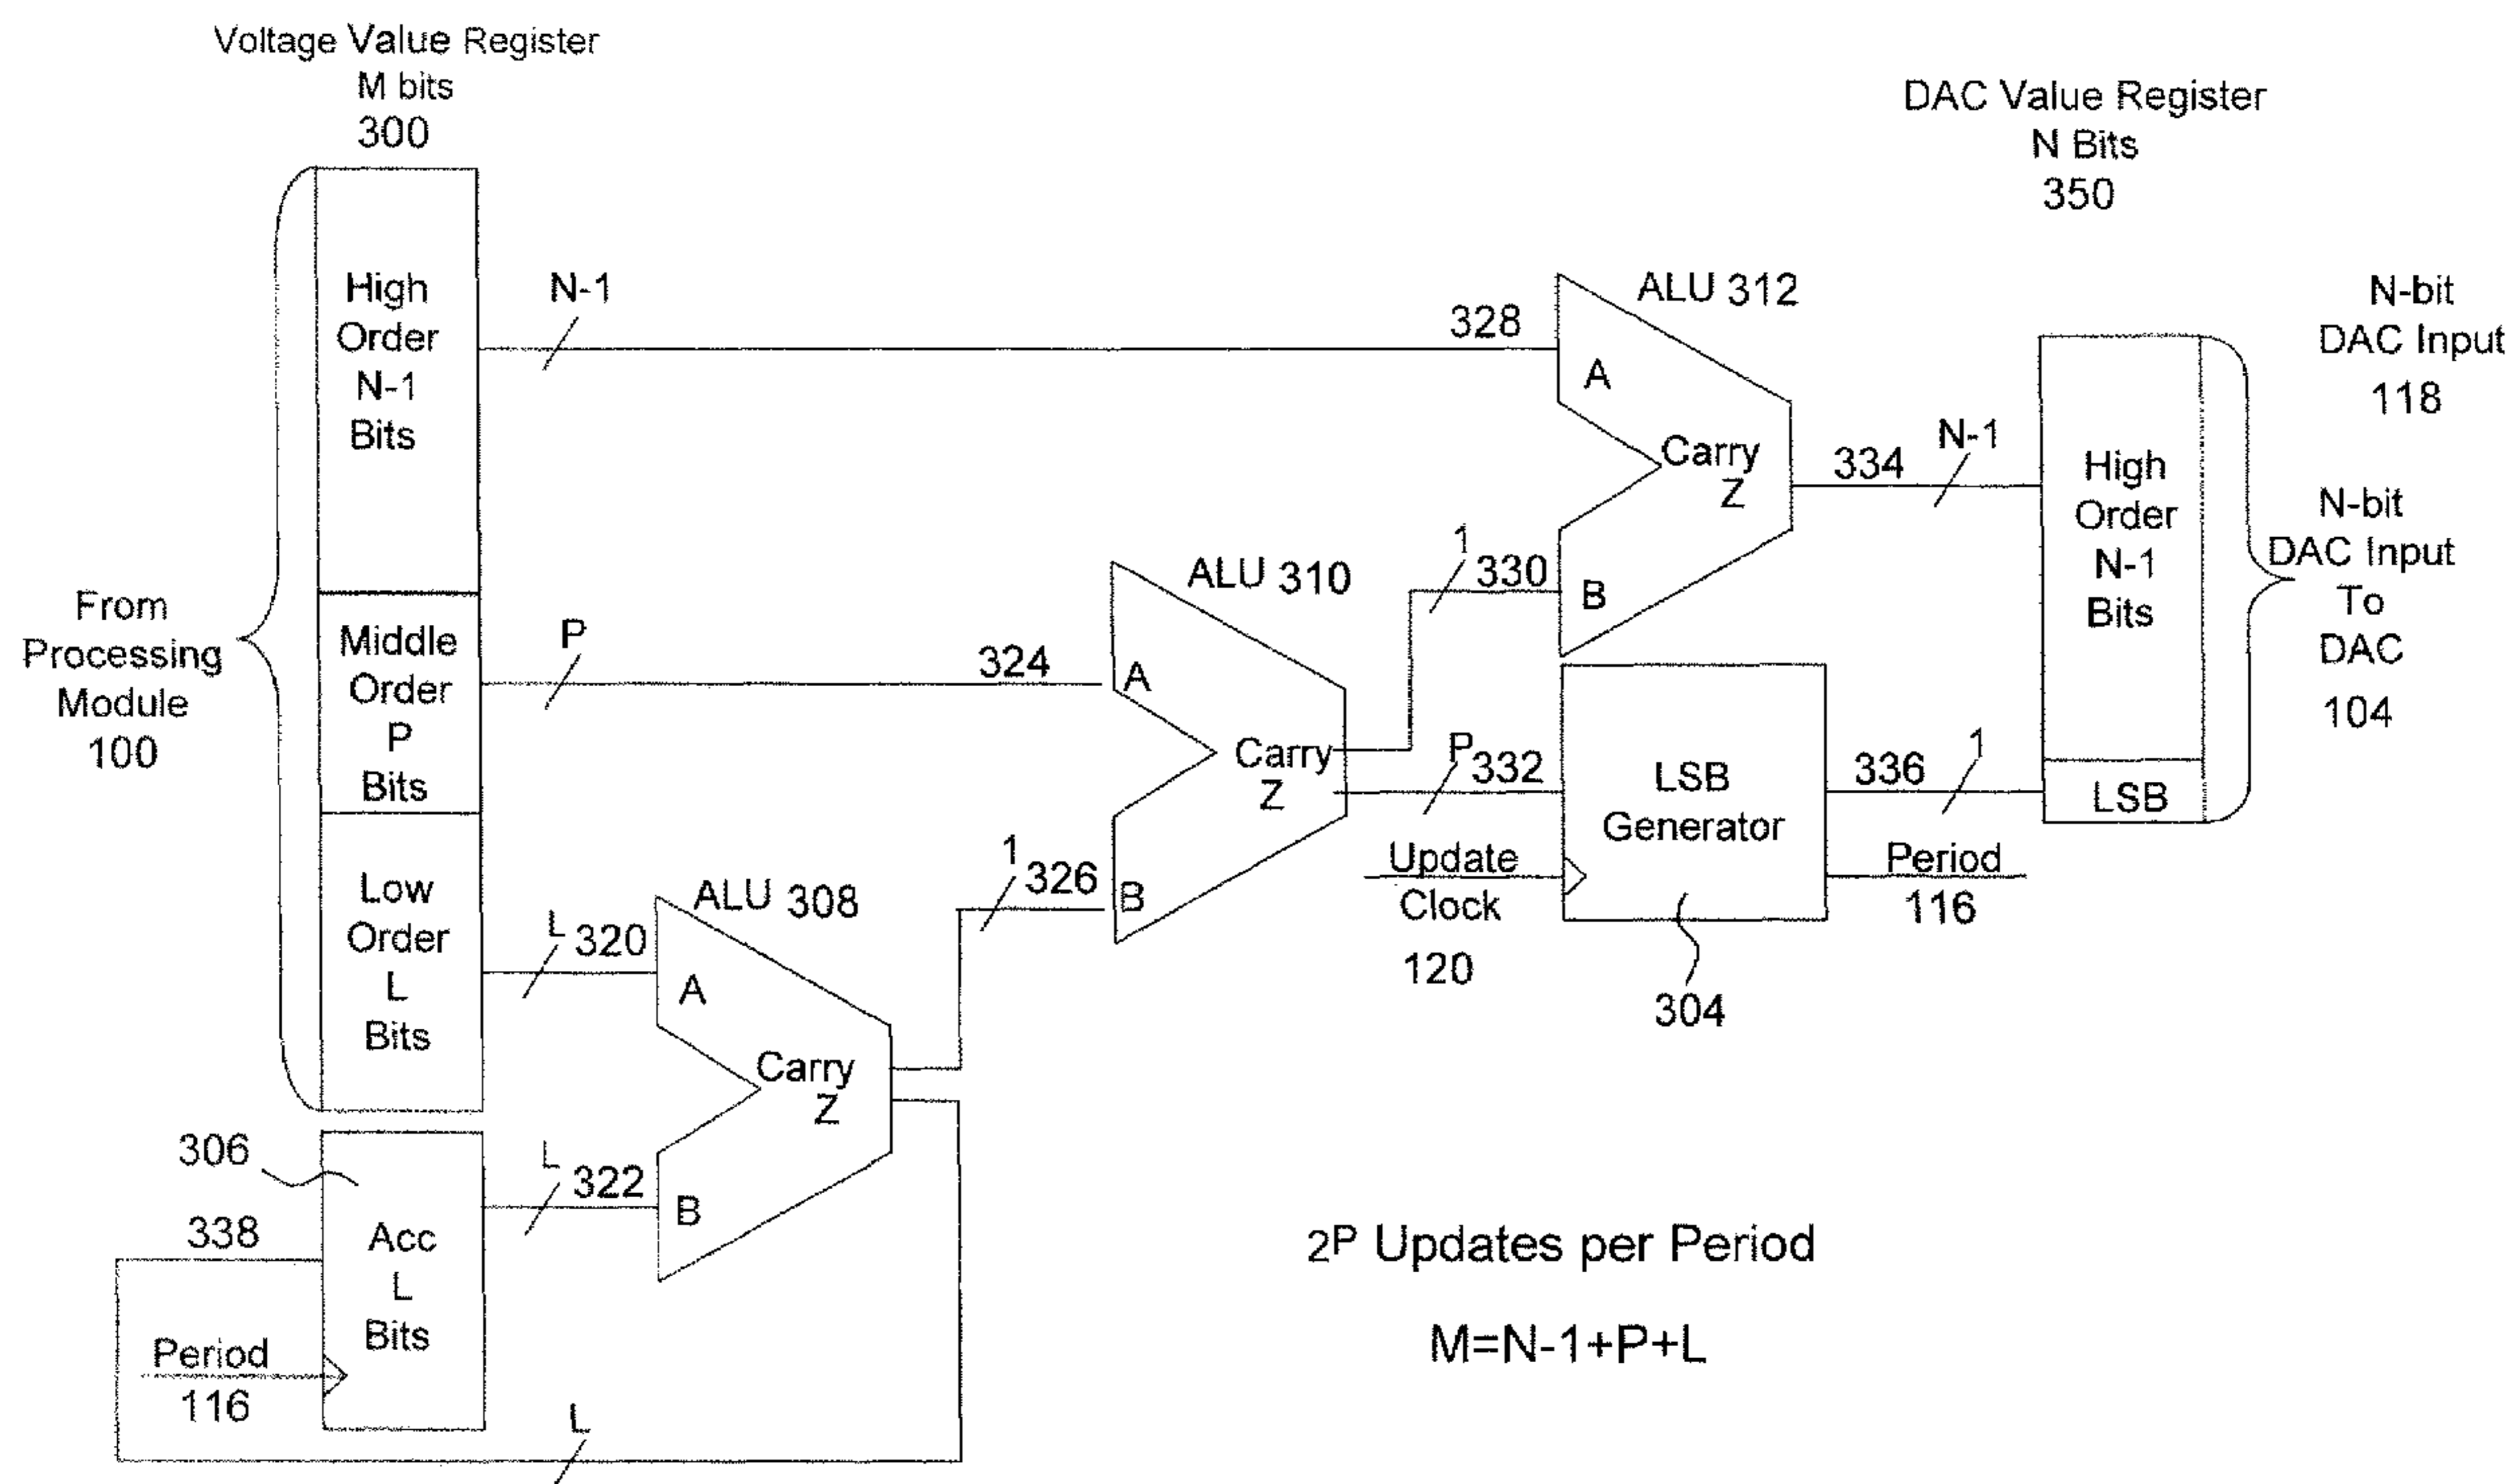 Voltage Value Register
M bits
300
DAC Value Register
N Bits
350
High
Order
N-1
Bits
N-1
328
ALU 312
A
Carry
Z
B
334
N-1
High
Order
N-1
Bits
LSB
N-bit
DAC Input
118
N-bit
DAC Input
To
DAC
104
From
Processing
Module
100
Middle
Order
P
Bits
P
324
ALU 310
A
Carry
Z
B
1
330
P
332
LSB
Generator
336
1
Update
Clock
120
Period
116
304
Low
Order
L
Bits
L
320
ALU 308
A
Carry
Z
B
1
326
306
338
Acc
L
Bits
L
322
Period
116
L
2P Updates per Period
M=N-1+P+L